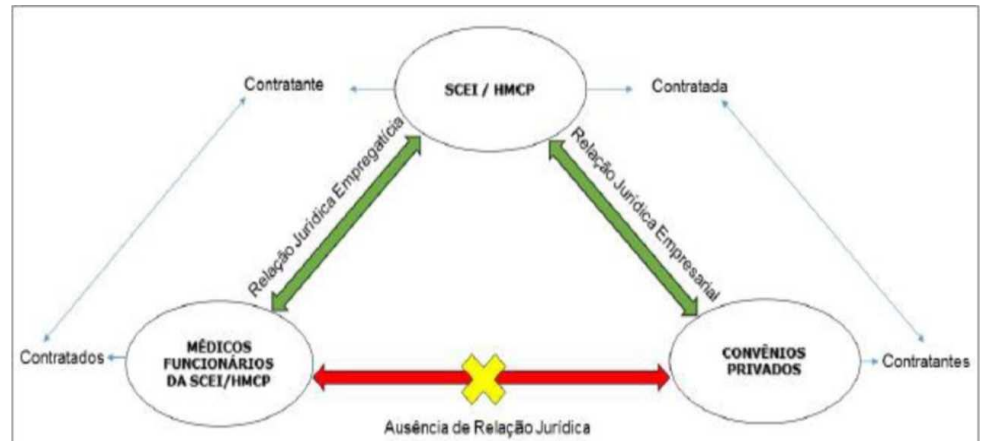 Contratante
SCEI / HMCP
Contratada
Relação Jurídica Empregatícia
Relação Jurídica Empresarial
Contratados
MÉDICOS
FUNCIONÁRIOS
DA SCEI/HMCP
CONVÊNIOS
PRIVADOS
Contratantes
Ausência de Relação Jurídica